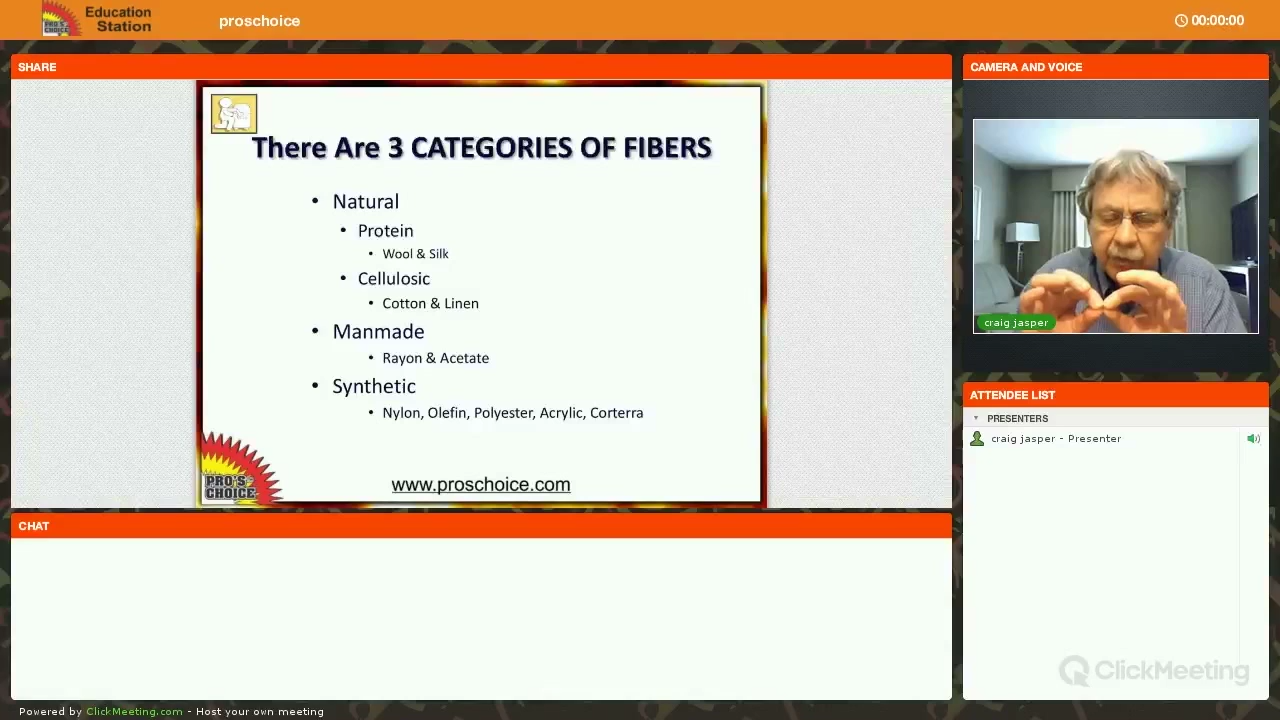 PRO'S CHOICE
Education
Station
proschoice
00:00:00
SHARE
There Are 3 CATEGORIES OF FIBERS
• Natural
• Protein
• Wool & Silk
• Cellulosic
• Cotton & Linen
• Manmade
• Rayon & Acetate
• Synthetic
• Nylon, Olefin, Polyester, Acrylic, Corterra
PRO'S
CHOICE
www.proschoice.com
CAMERA AND VOICE
craig jasper
ATTENDEE LIST
PRESENTERS
craig jasper - Presenter
CHAT
ClickMeeting
Powered by ClickMeeting.com - Host your own meeting